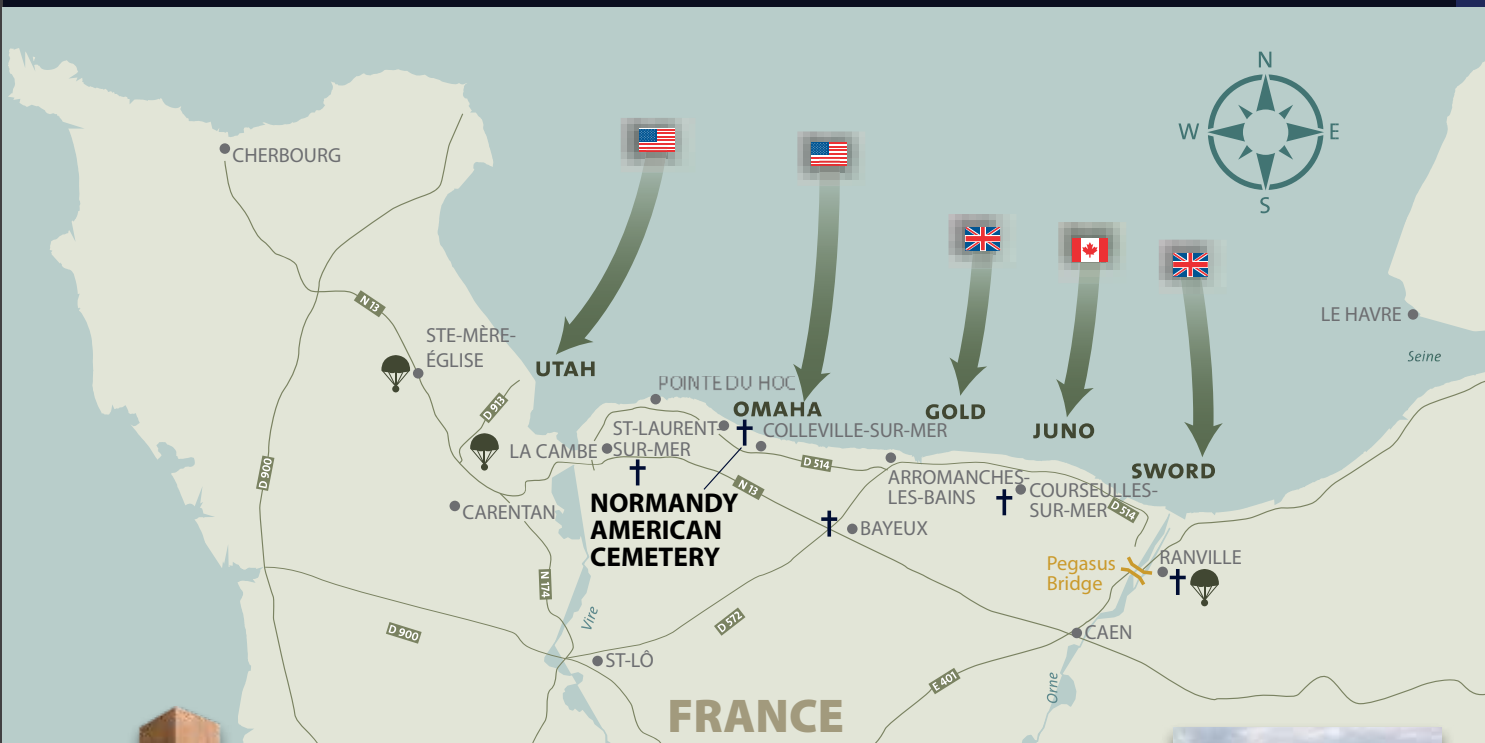 N
W
E
S
CHERBOURG
N 13
STE-MÈRE-
ÉGLISE
UTAH
LE HAVRE
Seine
POINTE DU HOC
D 913
OMAHA
GOLD
JUNO
ST-LAURENT-
SUR-MER
COLLEVILLE-SUR-MER
LA CAMBE
D 900
D 514
SWORD
ARROMANCHES-
LES-BAINS
COURSEULLES-
SUR-MER
D 514
N 13
NORMANDY
AMERICAN
CEMETERY
CARENTAN
BAYEUX
Pegasus
Bridge
RANVILLE
N 174
Vire
D 572
D 900
CAEN
ST-LÔ
E 401
Orne
FRANCE